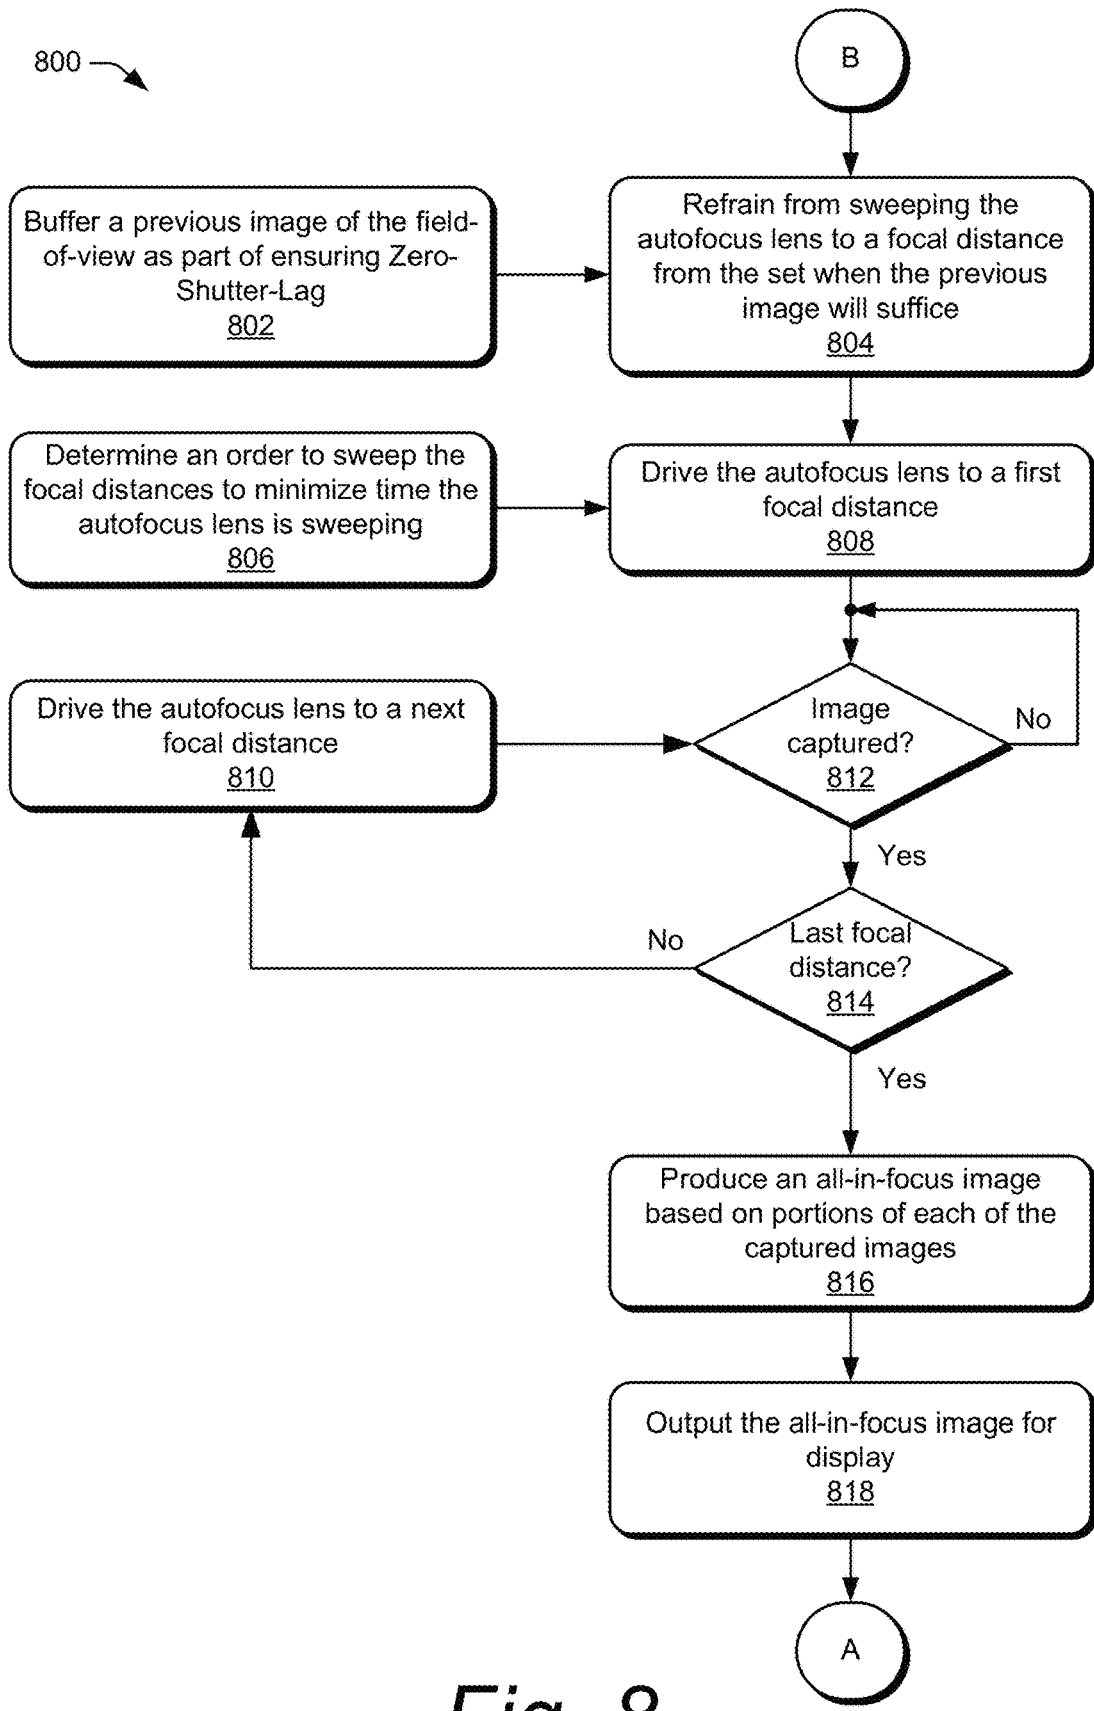 800
B
Buffer a previous image of the field-
of-view as part of ensuring Zero-
Shutter-Lag
802
Refrain from sweeping the
autofocus lens to a focal distance
from the set when the previous
image will suffice
804
Determine an order to sweep the
focal distances to minimize time the
autofocus lens is sweeping
806
Drive the autofocus lens to a first
focal distance
808
Drive the autofocus lens to a next
focal distance
810
Image
captured?
812
No
Yes
Last focal
distance?
814
No
Yes
Produce an all-in-focus image
based on portions of each of the
captured images
816
Output the all-in-focus image for
display
818
A
Fig. 8